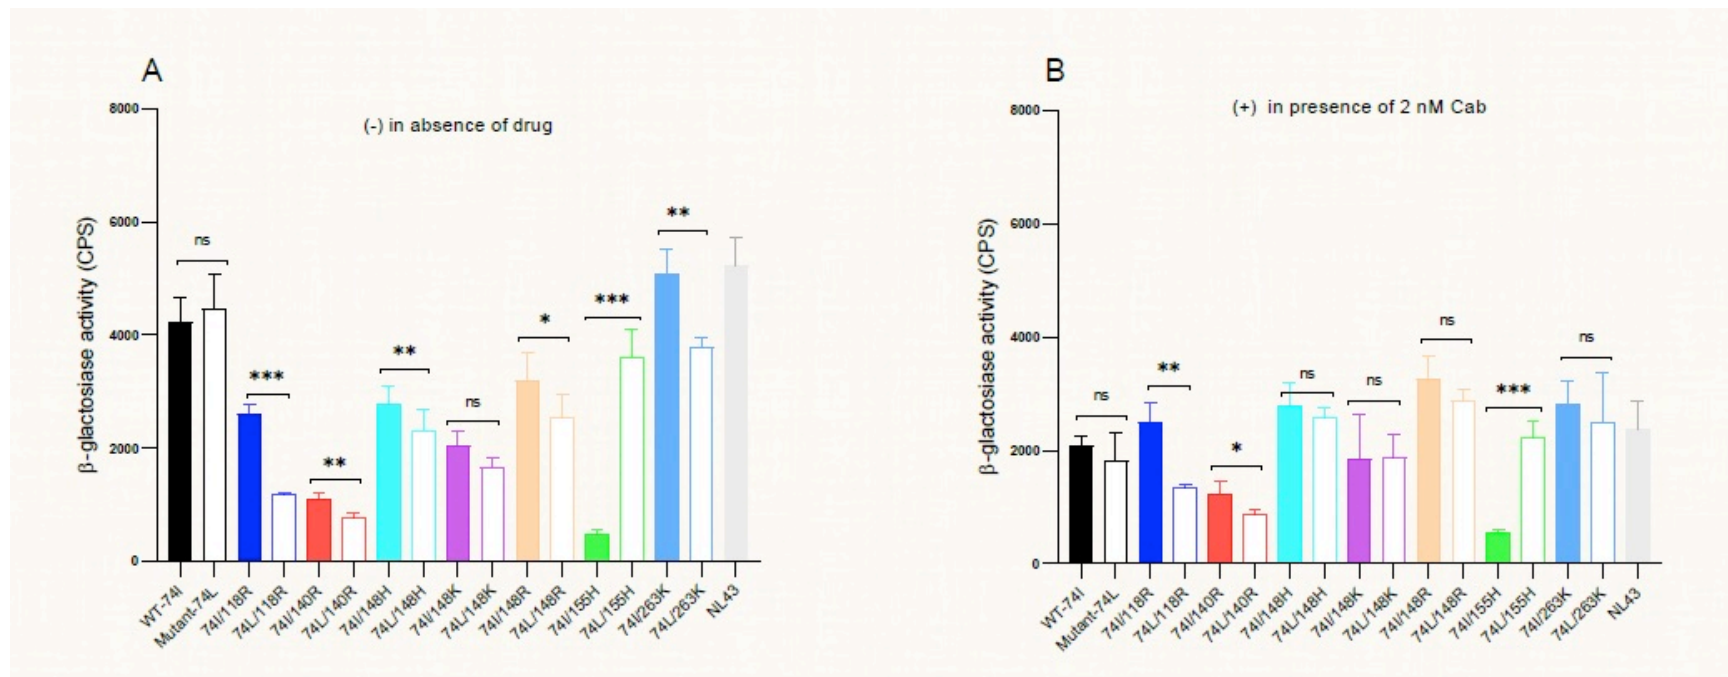 A
(-) in absence of drug
β-glactosiase activity (CPS)
8000
6000
4000
2000
0
ns
***
**
**
ns
*
***
**
WT-74I
Mutant-74L
74I/118R
74L/118R
74I/140R
74L/140R
74I/148H
74L/148H
74I/148K
74L/148K
74I/148R
74L/148R
74I/155H
74L/155H
74I/263K
74L/263K
NL43
B
(+) in presence of 2 nM Cab
β-glactosiase activity (CPS)
8000
6000
4000
2000
0
ns
**
*
ns
ns
ns
***
ns
WT-74I
Mutant-74L
74I/118R
74L/118R
74I/140R
74L/140R
74I/148H
74L/148H
74I/148K
74L/148K
74I/148R
74L/148R
74I/155H
74L/155H
74I/263K
74L/263K
NL43